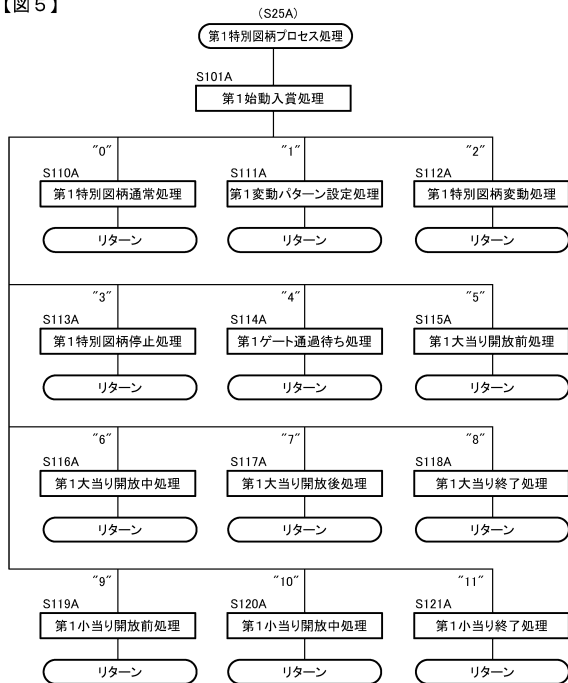 【図５】
(S25A)
第1特別図柄プロセス処理
S101A
第1始動入賞処理
"0"
"1"
"2"
S110A
S111A
S112A
第1特別図柄通常処理
第1変動パターン設定処理
第1特別図柄変動処理
リターン
リターン
リターン
"3"
"4"
"5"
S113A
S114A
S115A
第1特別図柄停止処理
第1ゲート通過待ち処理
第1大当り開放前処理
リターン
リターン
リターン
"6"
"7"
"8"
S116A
S117A
S118A
第1大当り開放中処理
第1大当り開放後処理
第1大当り終了処理
リターン
リターン
リターン
"9"
"10"
"11"
S119A
S120A
S121A
第1小当り開放前処理
第1小当り開放中処理
第1小当り終了処理
リターン
リターン
リターン